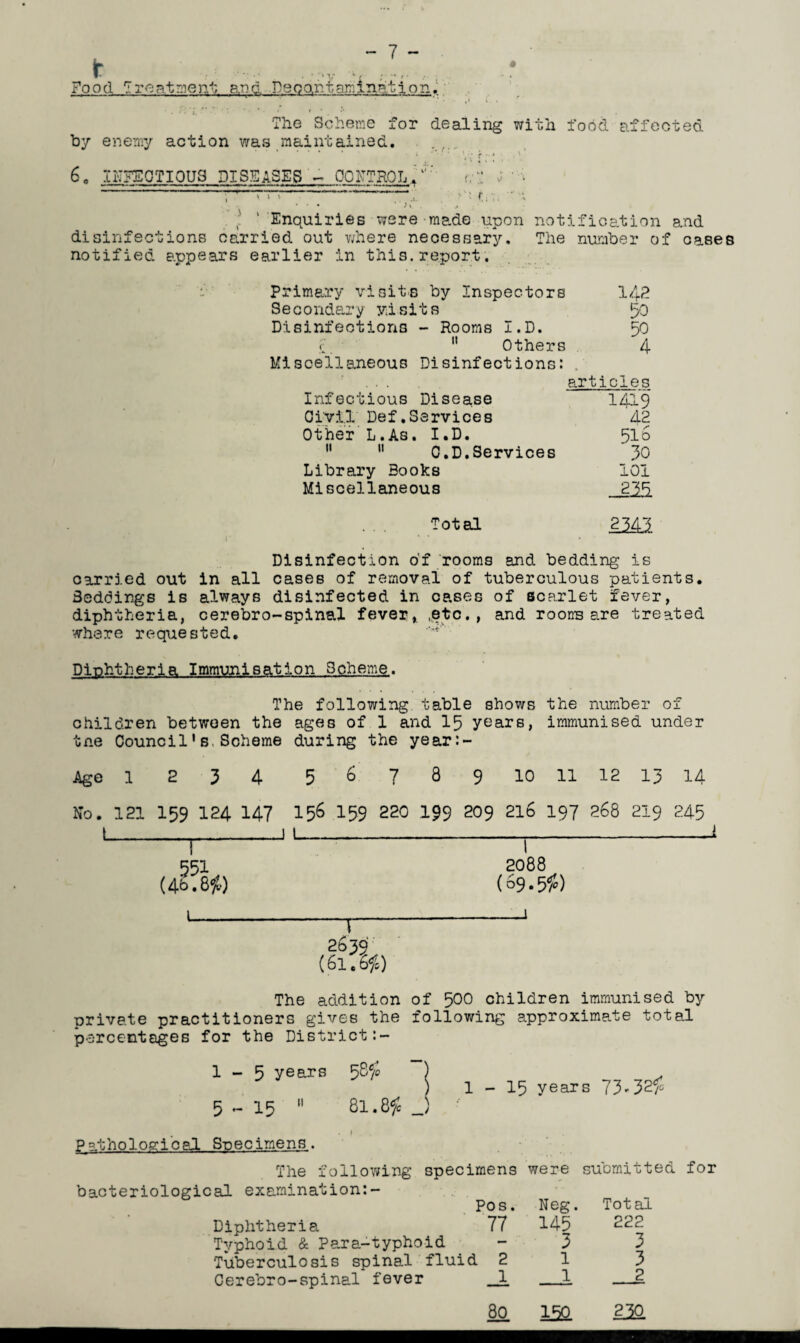 - 7 -
Food Treatment and Decontamination.
The Scheme for dealing with food affected
by enemy action was maintained.
6. INFECTIOUS DISEASES - CONTROL.
Enquiries were made upon notification and
disinfections carried out where necessary. The number of cases
notified appears earlier in this report.
Primary visits by Inspectors 142
Secondary visits 50
Disinfections - Rooms I.D. 50
" Others 4
Miscellaneous Disinfections:
articles
Infectious Disease 1419
Civil Def.Services 42
Other L.As. I.D. 516
" " C.D.Services 30
Library Books 101
Miscellaneous 235
Total 2343
Disinfection of rooms and bedding is
carried out in all cases of removal of tuberculous patients.
Beddings is always disinfected in cases of scarlet fever,
diphtheria, cerebro-spinal fever, etc., and rooms are treated
where requested.
Diphtheria Immunisation Scheme.
The following table shows the number of
children between the ages of 1 and 15 years, immunised under
the Council's Scheme during the year:-
Age 1 2 3 4 5 6 7 8 9 10 11 12 13 14
No. 121 159 124 147 156 159 220 199 209 216 197 268 219 245
551 2088
(46.8%) (69.5%)
2639
(61.6%)
The addition of 500 children immunised by
private practitioners gives the following approximate total
percentages for the District:-
1 - 5 years 58% )
) 1 - 15 years 73.32%
5 - 15 " 81.8% )
Pathological Specimens.
The following specimens were submitted for
bacteriological examination:-
Pos. Neg. Total
Diphtheria 77 145 222
Typhoid & Para-typhoid - 3 3
Tuberculosis spinal fluid 2 1 3
Cerebro-spinal fever 1 1 2
80 150 230